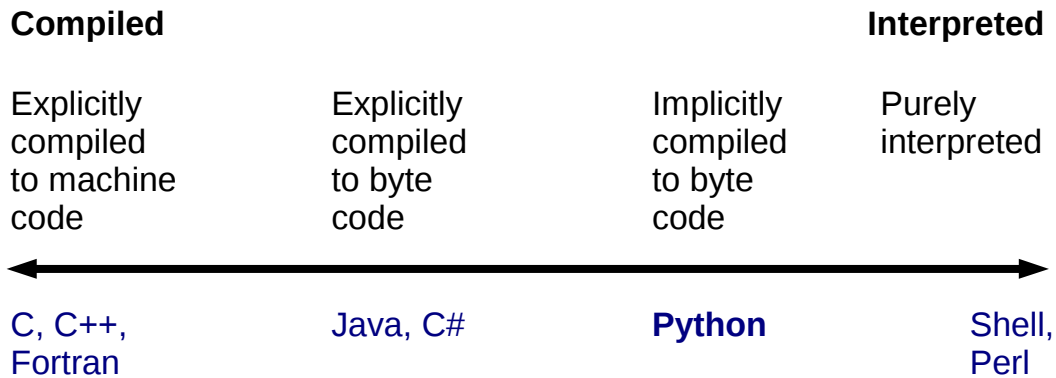 Compiled
Interpreted
Explicitly
compiled
to machine
code
Explicitly
compiled
to byte
code
Implicitly
compiled
to byte
code
Purely
interpreted
C, C++,
Fortran
Java, C#
Python
Shell,
Perl